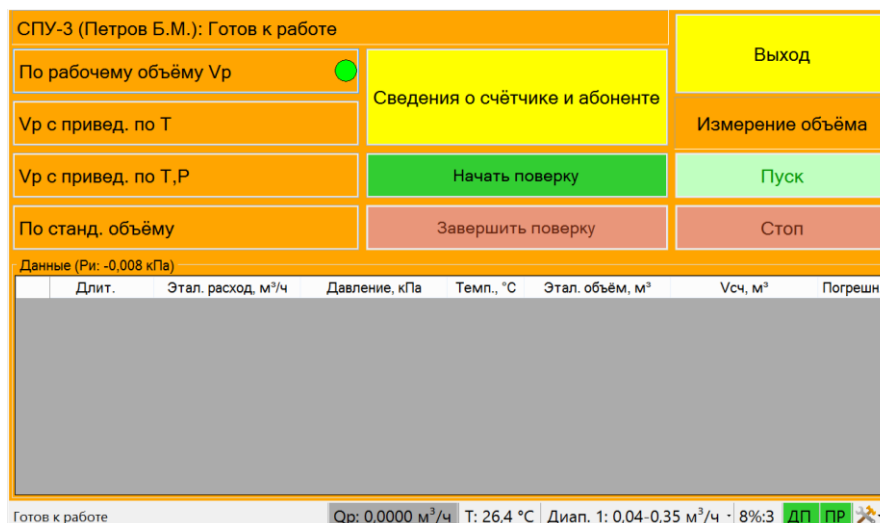 СПУ-3 (Петров Б.М.): Готов к работе
Выход
По рабочему объёму Vp
Сведения о счётчике и абоненте
Vp с привед. по Т
Измерение объёма
Vp с привед. по Т,Р
Начать поверку
Пуск
По станд. объёму
Завершить поверку
Стоп
Данные (Ри: -0,008 кПа)
Длит. Этал. расход, м³/ч Давление, кПа Темп., °С Этал. объём, м³ Vсч, м³ Погрешн
Готов к работе Qp: 0,0000 м³/ч T: 26,4 °C Диап. 1: 0,04-0,35 м³/ч 8%:3 ДП ПР